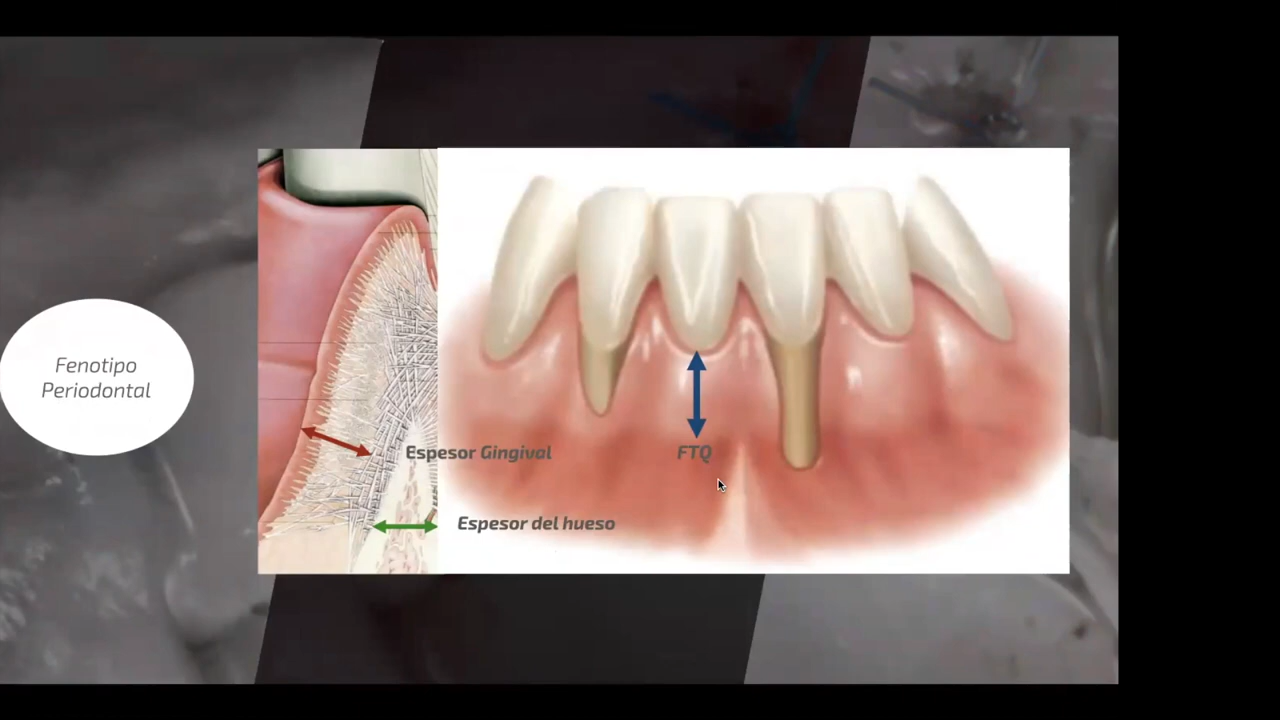 Fenotipo
Periodontal
Espesor Gingival
FTQ
Espesor del hueso